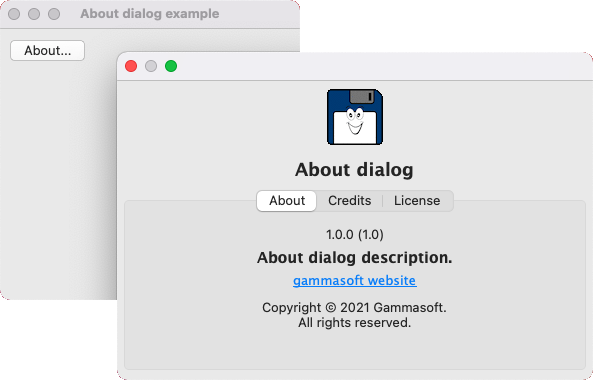 About dialog example
About...
About dialog
About
Credits
License
1.0.0 (1.0)
About dialog description.
gammasoft website
Copyright © 2021 Gammasoft.
All rights reserved.